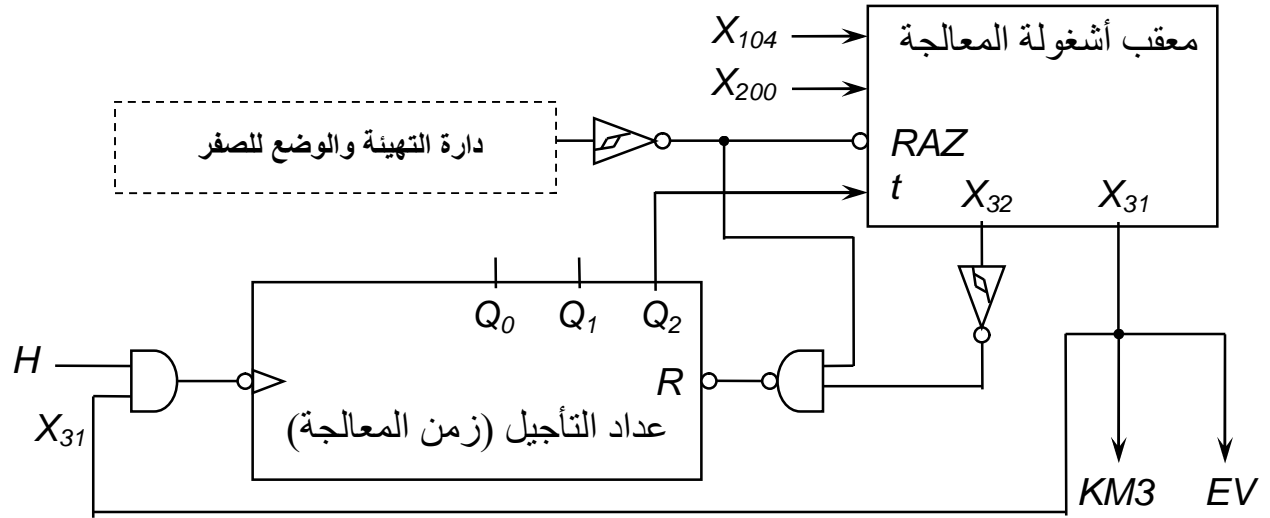 X104
معقب أشغولة المعالجة
X200
دارة التهيئة والوضع للصفر
RAZ
t
X32
X31
Q0
Q1
Q2
H
R
X31
عداد التأجيل (زمن المعالجة)
KM3
EV